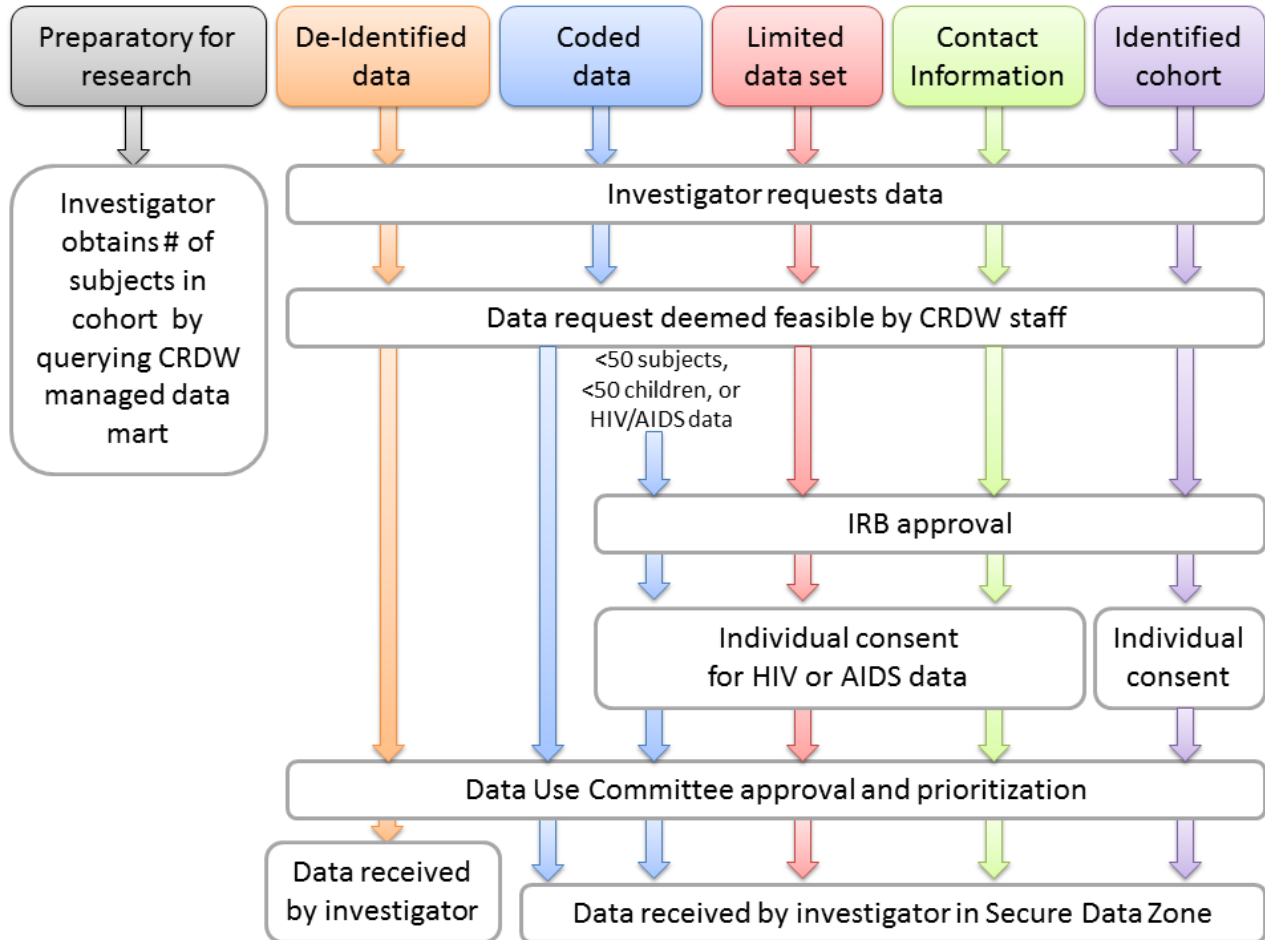 Preparatory for
research
De-Identified
data
Coded
data
Limited
data set
Contact
Information
Identified
cohort
Investigator
obtains # of
subjects in
cohort by
querying CRDW
managed data
mart
Investigator requests data
Data request deemed feasible by CRDW staff
<50 subjects,
<50 children, or
HIV/AIDS data
IRB approval
Individual consent
for HIV or AIDS data
Individual
consent
Data Use Committee approval and prioritization
Data received
by investigator
Data received by investigator in Secure Data Zone